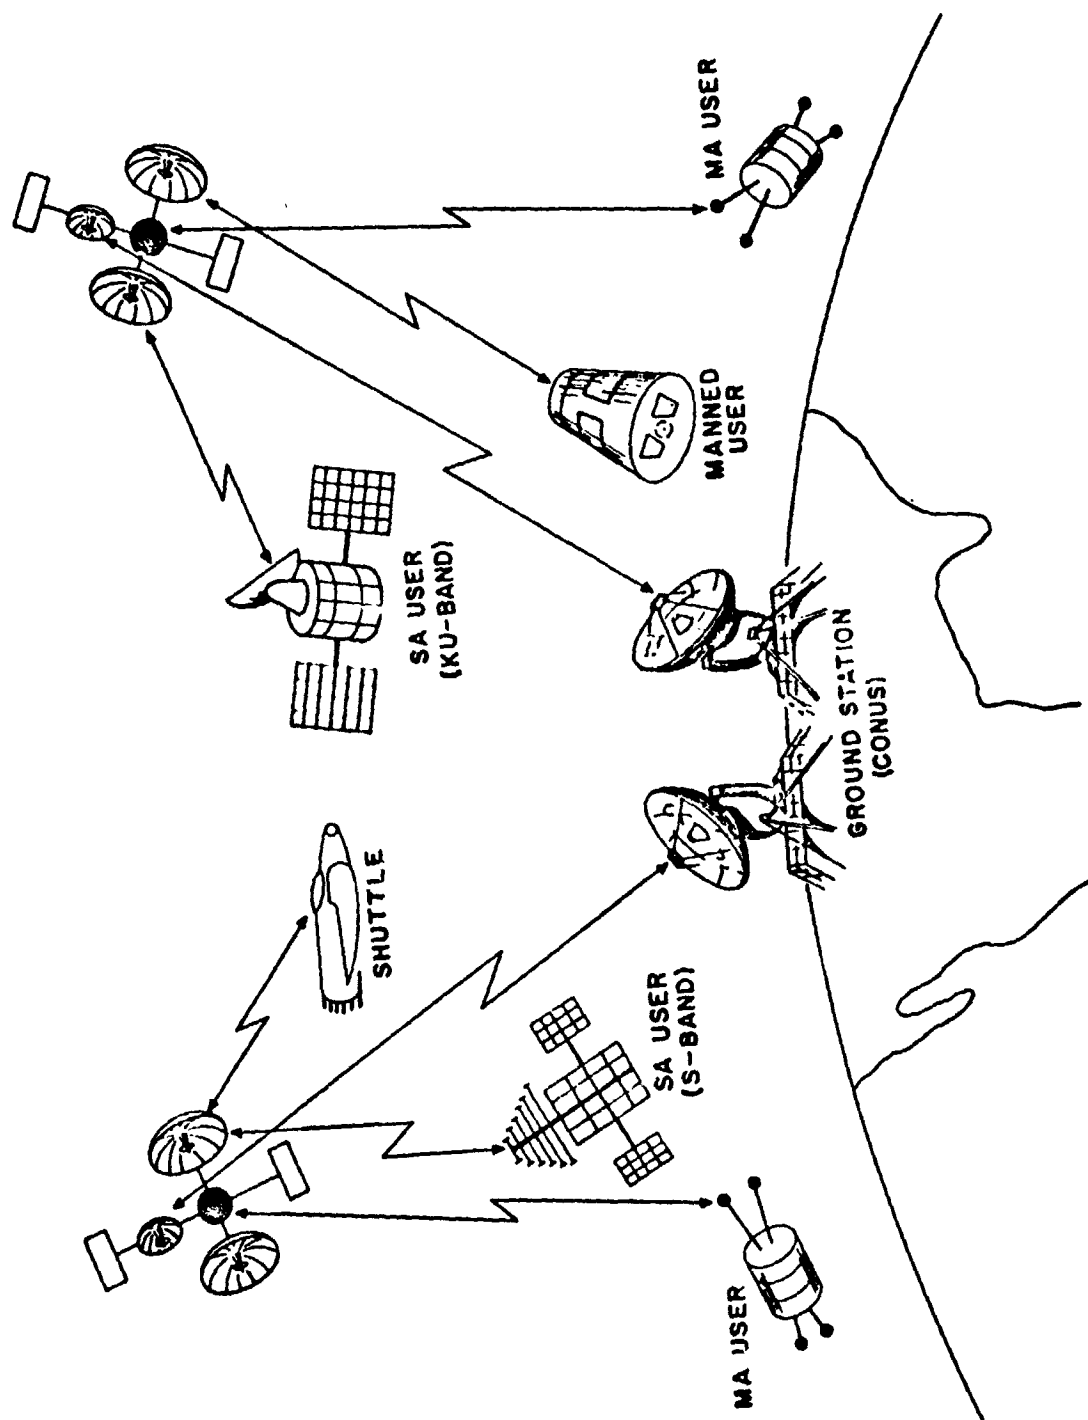 SHUTTLE
SA USER
(KU-BAND)
MA USER
SA USER
(S-BAND)
MANNED
USER
MA USER
GROUND STATION
(CONUS)